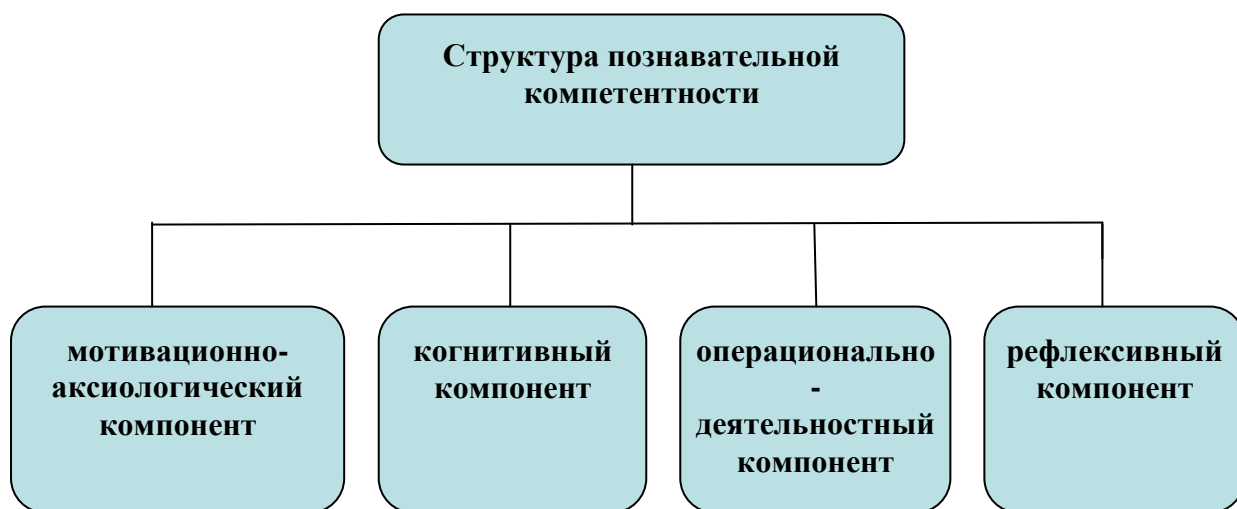 Структура познавательной
компетентности
мотивационно-
аксиологический
компонент
когнитивный
компонент
операционально
-
деятельностный
компонент
рефлексивный
компонент